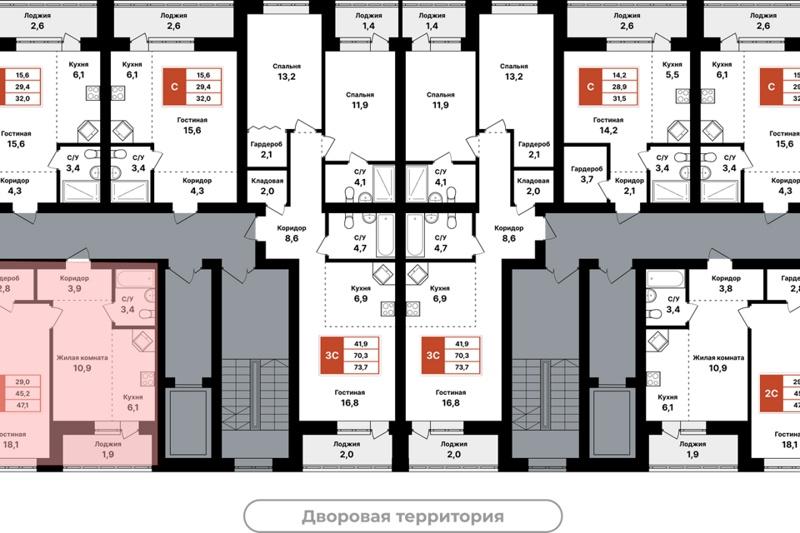 Лоджия
2,6
Лоджия
2,6
Лоджия
1,4
Лоджия
1,4
Лоджия
2,6
Лоджия
2,6
15,6
29,4
32,0
Кухня
6,1
Гостиная
15,6
С/У
3,4
Коридор
4,3
Кухня
6,1
С
15,6
29,4
32,0
Гостиная
15,6
С/У
3,4
Коридор
4,3
Спальня
13,2
Гардероб
2,1
Кладовая
2,0
Спальня
11,9
С/У
4,1
Коридор
8,6
С/У
4,7
Спальня
11,9
С/У
4,1
Спальня
13,2
Гардероб
2,1
Кладовая
2,0
С/У
4,7
Коридор
8,6
С
14,2
28,9
31,5
Кухня
5,5
Гостиная
14,2
Гардероб
3,7
Коридор
2,1
С/У
3,4
Кухня
6,1
С
Гостиная
15,6
С/У
3,4
Коридор
4,3
2,8
Коридор
3,9
С/У
3,4
Жилая комната
10,9
29,0
45,2
47,1
Кухня
6,1
18,1
Лоджия
1,9
Кухня
6,9
3С
41,9
70,3
73,7
Гостиная
16,8
Лоджия
2,0
Кухня
6,9
3С
41,9
70,3
73,7
Гостиная
16,8
Лоджия
2,0
С/У
3,4
Коридор
3,8
Жилая комната
10,9
Кухня
6,1
2С
Гостиная
18,1
Лоджия
1,9
Дворовая территория